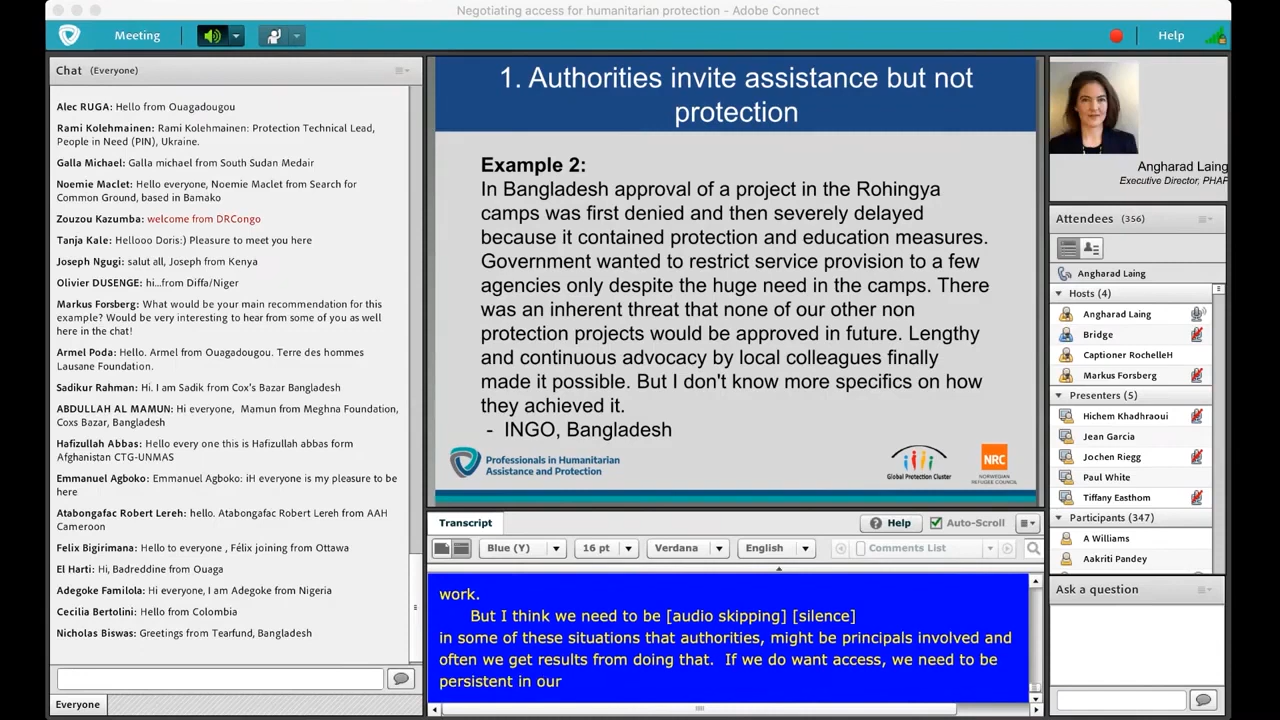 Negotiating access for humanitarian protection - Adobe Connect
Meeting
Help
Chat (Everyone)
Alec RUGA: Hello from Ouagadougou
Rami Kolehmainen: Rami Kolehmainen: Protection Technical Lead,
People in Need (PIN), Ukraine.
Galla Michael: Galla michael from South Sudan Medair
Noemie Maclet: Hello everyone, Noemie Maclet from Search for
Common Ground, based in Bamako
Zouzou Kazumba: welcome from DRCongo
Tanja Kale: Hellooo Doris:) Pleasure to meet you here
Joseph Ngugi: salut all, Joseph from Kenya
Olivier DUSENGE: hi...from Diffa/Niger
Markus Forsberg: What would be your main recommendation for this
example? Would be very interesting to hear from some of you as well
here in the chat!
Armel Poda: Hello. Armel from Ouagadougou. Terre des hommes
Lausane Foundation.
Sadikur Rahman: Hi. I am Sadik from Cox's Bazar Bangladesh
ABDULLAH AL MAMUN: Hi everyone, Mamun from Meghna Foundation,
Coxs Bazar, Bangladesh
Hafizullah Abbas: Hello every one this is Hafizullah abbas form
Afghanistan CTG-UNMAS
Emmanuel Agboko: Emmanuel Agboko: iH everyone is my pleasure to be
here
Atabongafac Robert Lereh: hello. Atabongafac Robert Lereh from AAH
Cameroon
Felix Bigirimana: Hello to everyone , Félix joining from Ottawa
El Harti: Hi, Badreddine from Ouaga
Adegoke Familola: Hi everyone, I am Adegoke from Nigeria
Cecilia Bertolini: Hello from Colombia
Nicholas Biswas: Greetings from Tearfund, Bangladesh
Everyone
1. Authorities invite assistance but not
protection
Example 2:
In Bangladesh approval of a project in the Rohingya
camps was first denied and then severely delayed
because it contained protection and education measures.
Government wanted to restrict service provision to a few
agencies only despite the huge need in the camps. There
was an inherent threat that none of our other non
protection projects would be approved in future. Lengthy
and continuous advocacy by local colleagues finally
made it possible. But I don't know more specifics on how
they achieved it.
- INGO, Bangladesh
Professionals in Humanitarian
Assistance and Protection
Global Protection Cluster
NRC
NORWEGIAN
REFUGEE COUNCIL
Transcript
Help
Auto-Scroll
Blue (Y)
16 pt
Verdana
English
Comments List
work.
But I think we need to be [audio skipping] [silence]
in some of these situations that authorities, might be principals involved and
often we get results from doing that. If we do want access, we need to be
persistent in our
Angharad Laing
Executive Director, PHAP
Attendees (356)
Angharad Laing
Hosts (4)
Angharad Laing
Bridge
Captioner RochelleH
Markus Forsberg
Presenters (5)
Hichem Khadhraoui
Jean Garcia
Jochen Riegg
Paul White
Tiffany Easthom
Participants (347)
A Williams
Aakriti Pandey
Ask a question